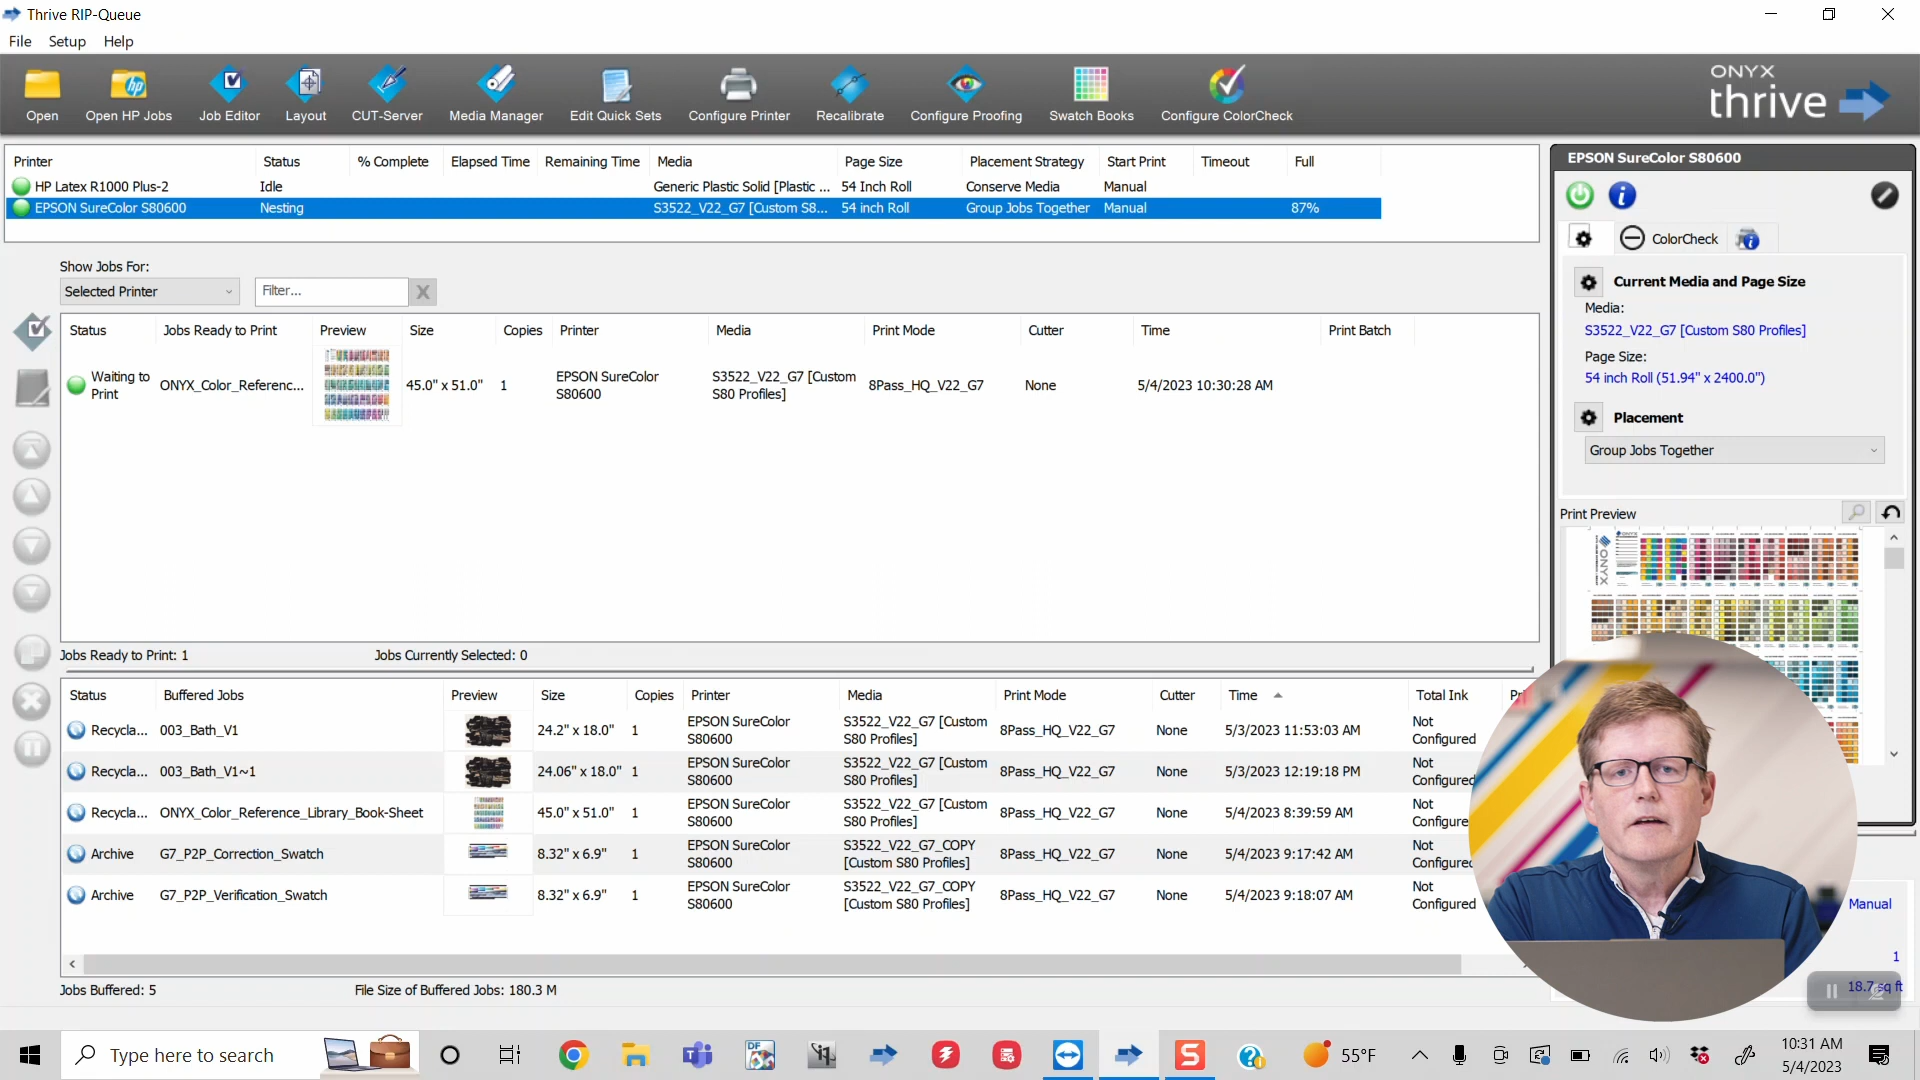 Thrive RIP-Queue
File Setup Help
Open Open HP Jobs Job Editor Layout CUT-Server Media Manager Edit Quick Sets Configure Printer Recalibrate Configure Proofing Swatch Books Configure ColorCheck
ONYX
thrive
Printer Status % Complete Elapsed Time Remaining Time Media Page Size Placement Strategy Start Print Timeout Full
HP Latex R1000 Plus-2 Idle Generic Plastic Solid [Plastic ... 54 Inch Roll Conserve Media Manual
EPSON SureColor S80600 Nesting S3522_V22_G7 [Custom S8... 54 inch Roll Group Jobs Together Manual 87%
Show Jobs For:
Selected Printer Filter... X
Status Jobs Ready to Print Preview Size Copies Printer Media Print Mode Cutter Time Print Batch
Waiting to Print ONYX_Color_Referenc... 45.0" x 51.0" 1 EPSON SureColor S80600 S3522_V22_G7 [Custom S80 Profiles] 8Pass_HQ_V22_G7 None 5/4/2023 10:30:28 AM
Jobs Ready to Print: 1 Jobs Currently Selected: 0
Status Buffered Jobs Preview Size Copies Printer Media Print Mode Cutter Time Total Ink
Recycla... 003_Bath_V1 24.2" x 18.0" 1 EPSON SureColor S80600 S3522_V22_G7 [Custom S80 Profiles] 8Pass_HQ_V22_G7 None 5/3/2023 11:53:03 AM Not Configured
Recycla... 003_Bath_V1~1 24.06" x 18.0" 1 EPSON SureColor S80600 S3522_V22_G7 [Custom S80 Profiles] 8Pass_HQ_V22_G7 None 5/3/2023 12:19:18 PM Not Configured
Recycla... ONYX_Color_Reference_Library_Book-Sheet 45.0" x 51.0" 1 EPSON SureColor S80600 S3522_V22_G7 [Custom S80 Profiles] 8Pass_HQ_V22_G7 None 5/4/2023 8:39:59 AM Not Configure
Archive G7_P2P_Correction_Swatch 8.32" x 6.9" 1 EPSON SureColor S80600 S3522_V22_G7_COPY [Custom S80 Profiles] 8Pass_HQ_V22_G7 None 5/4/2023 9:17:42 AM Not Configured
Archive G7_P2P_Verification_Swatch 8.32" x 6.9" 1 EPSON SureColor S80600 S3522_V22_G7_COPY [Custom S80 Profiles] 8Pass_HQ_V22_G7 None 5/4/2023 9:18:07 AM Not Configured
Jobs Buffered: 5 File Size of Buffered Jobs: 180.3 M
EPSON SureColor S80600
ColorCheck
Current Media and Page Size
Media:
S3522_V22_G7 [Custom S80 Profiles]
Page Size:
54 inch Roll (51.94" x 2400.0")
Placement
Group Jobs Together
Print Preview
ONYX
Manual
1
18.7 sq ft
Type here to search
55°F
10:31 AM
5/4/2023